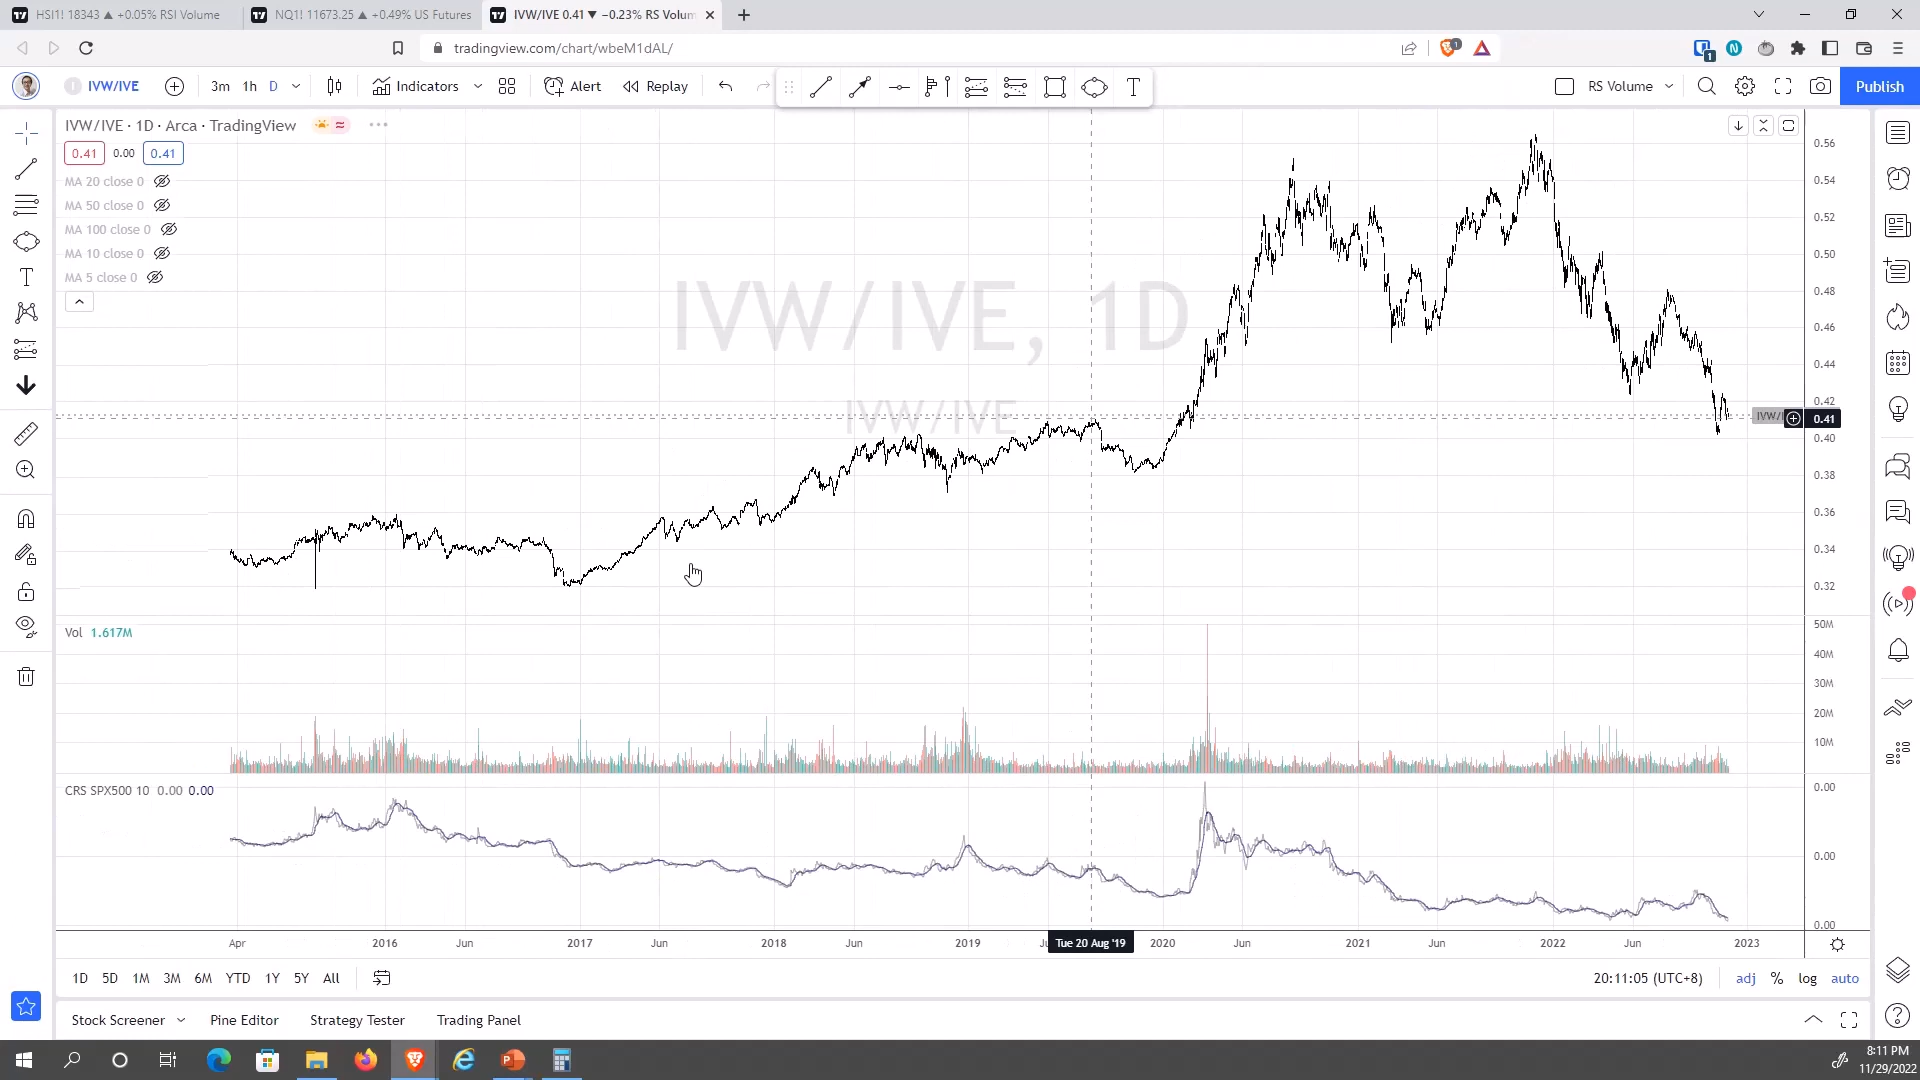 HSI1! 18343 ▲ +0.05% RSI Volume
NQ1! 11673.25 ▲ +0.49% US Futures
IVW/IVE 0.41 ▼ −0.23% RS Volum
tradingview.com/chart/wbeM1dAL/
IVW/IVE
3m 1h D
Indicators
Alert
Replay
RS Volume
Publish
IVW/IVE · 1D · Arca · TradingView
0.41 0.00 0.41
MA 20 close 0
MA 50 close 0
MA 100 close 0
MA 10 close 0
MA 5 close 0
IVW/IVE, 1D
IVW/IVE
0.56
0.54
0.52
0.50
0.48
0.46
0.44
0.42
IVW/I 0.41
0.40
0.38
0.36
0.34
0.32
Vol 1.617M
50M
40M
30M
20M
10M
CRS SPX500 10 0.00 0.00
0.00
0.00
0.00
Apr 2016 Jun 2017 Jun 2018 Jun 2019 Tue 20 Aug '19 2020 Jun 2021 Jun 2022 Jun 2023
1D 5D 1M 3M 6M YTD 1Y 5Y All
20:11:05 (UTC+8) adj % log auto
Stock Screener Pine Editor Strategy Tester Trading Panel
8:11 PM
11/29/2022